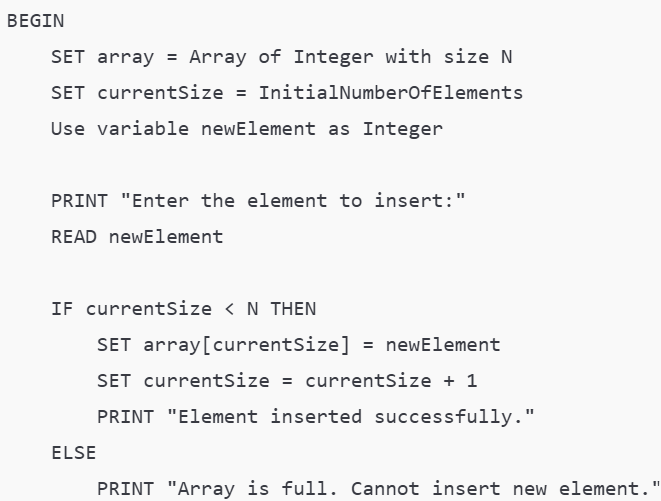 BEGIN
SET array = Array of Integer with size N
SET currentSize = InitialNumberOfElements
Use variable newElement as Integer
PRINT "Enter the element to insert:"
READ newElement
IF currentSize < N THEN
SET array[currentSize] = newElement
SET currentSize = currentSize + 1
PRINT "Element inserted successfully."
ELSE
PRINT "Array is full. Cannot insert new element."